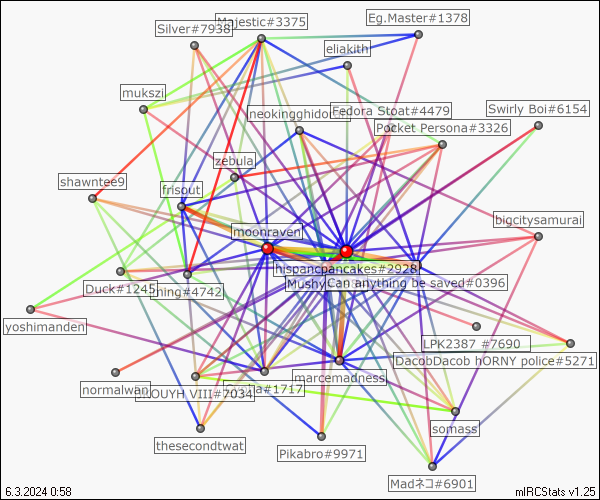 Majestic#3375
Eg.Master#1378
Silver#7938
eliakith
mukszi
neokingghidor
Fedora Stoat#4479
Swirly Boi#6154
Pocket Persona#3326
zebula
shawntee9
frisout
bigcitysamurai
moonraven
hispancpancakes#2928
Mushy
Can anything be saved#0396
Duck#1245
ning#4742
yoshimanden
LPK2387 #7690
DacobDacob hORNY police#5271
marcemadness
normalwan
OUYH VIII#7034
#1717
somass
thesecondtwat
Pikabro#9971
Madネコ#6901
6.3.2024 0:58
mIRCStats v1.25